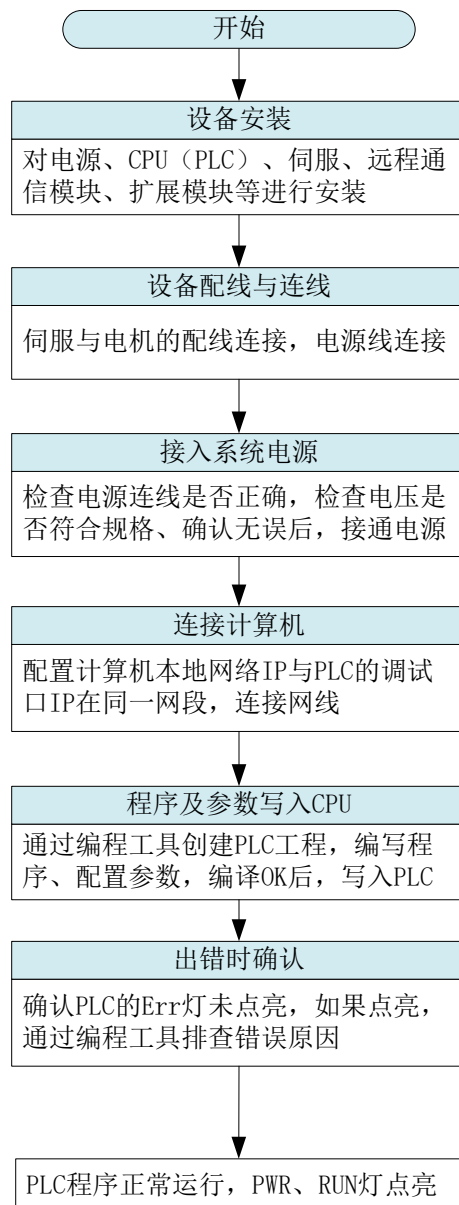 开始
设备安装
对电源、CPU（PLC）、伺服、远程通
信模块、扩展模块等进行安装
设备配线与连线
伺服与电机的配线连接，电源线连接
接入系统电源
检查电源连线是否正确，检查电压是
否符合规格、确认无误后，接通电源
连接计算机
配置计算机本地网络IP与PLC的调试
口IP在同一网段，连接网线
程序及参数写入CPU
通过编程工具创建PLC工程，编写程
序、配置参数，编译OK后，写入PLC
出错时确认
确认PLC的Err灯未点亮，如果点亮，
通过编程工具排查错误原因
PLC程序正常运行，PWR、RUN灯点亮